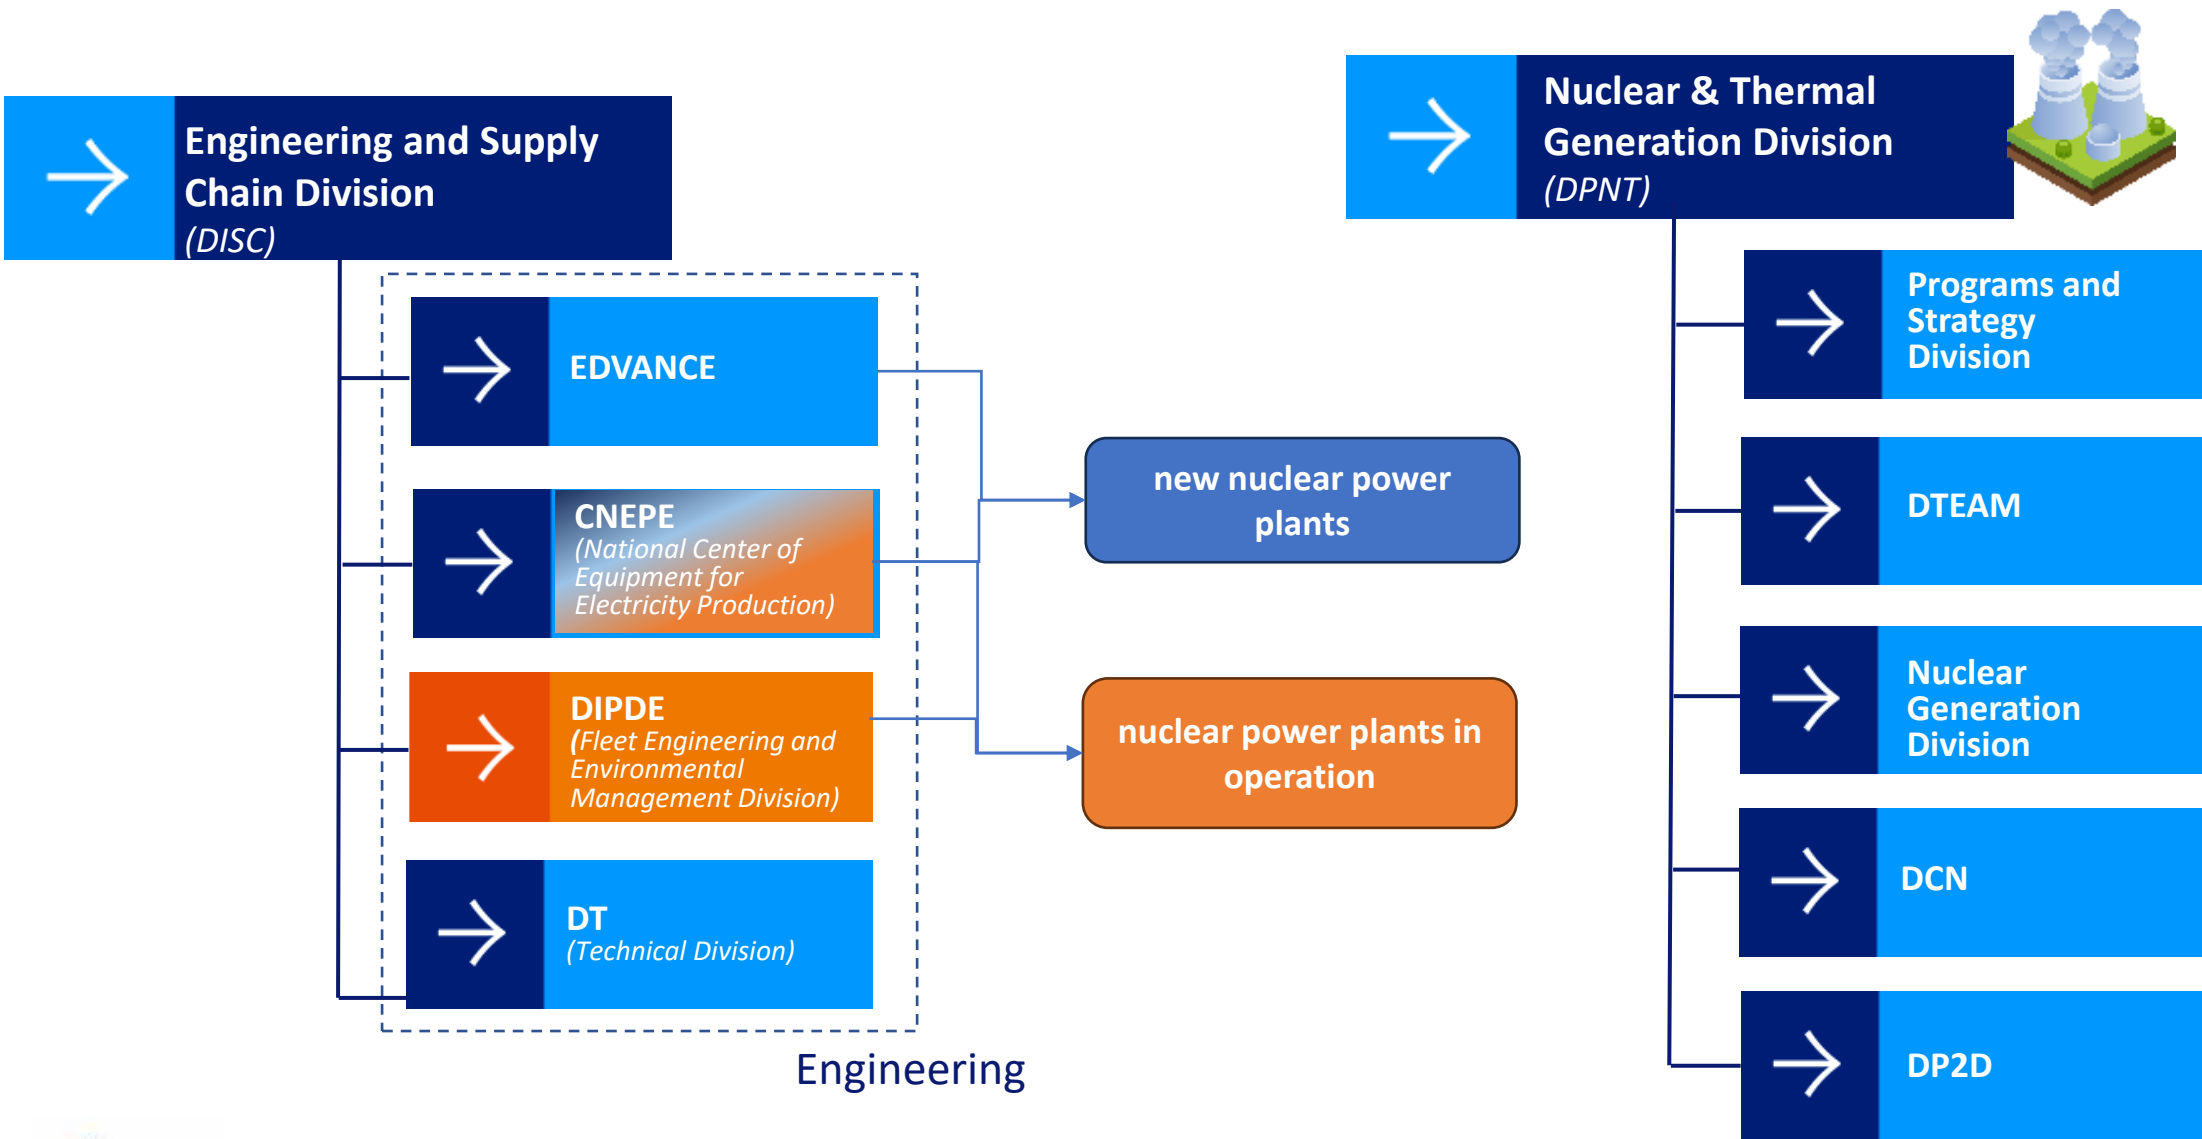 Engineering and Supply
Chain Division
(DISC)
EDVANCE
CNEPE
(National Center of
Equipment for
Electricity Production)
DIPDE
(Fleet Engineering and
Environmental
Management Division)
DT
(Technical Division)
Engineering
new nuclear power
plants
nuclear power plants in
operation
Nuclear & Thermal
Generation Division
(DPNT)
Programs and
Strategy
Division
DTEAM
Nuclear
Generation
Division
DCN
DP2D